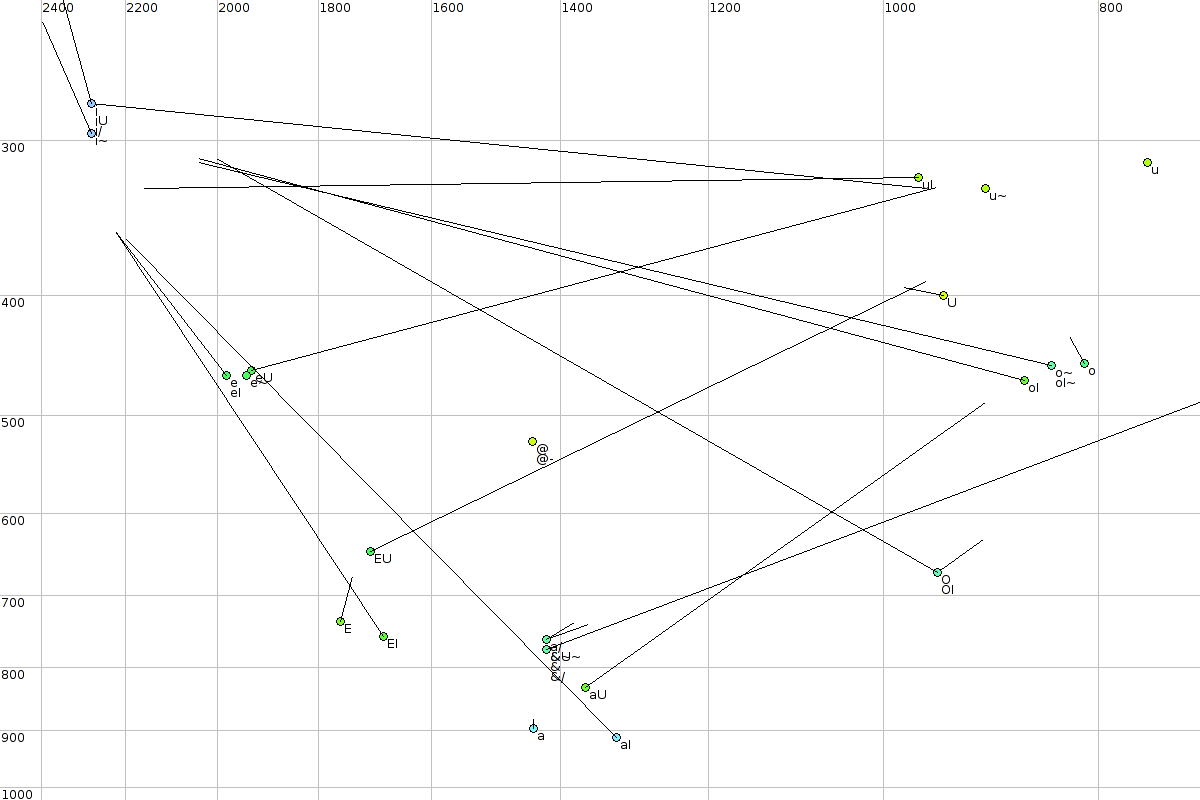 2400 2200 2000 1800 1600 1400 1200 1000 800
i
iU
i/
i~
300
u
uI
u~
400
U
eU
e
e~
eI
o~
o
oI~
oI
500
@
@-
600
EU
O
OI
700
E
EI
a/
&U~
&
&/
800
aU
900
a
aI
1000